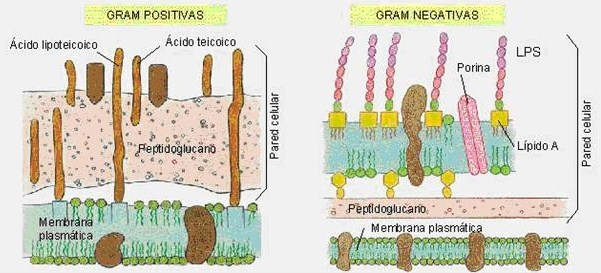 GRAM POSITIVAS
Ácido lipoteicoico
Ácido teicoico
Peptidoglucano
Pared celular
Membrana
plasmática
GRAM NEGATIVAS
LPS
Porina
Lípido A
Pared celular
Peptidoglucano
Membrana plasmática